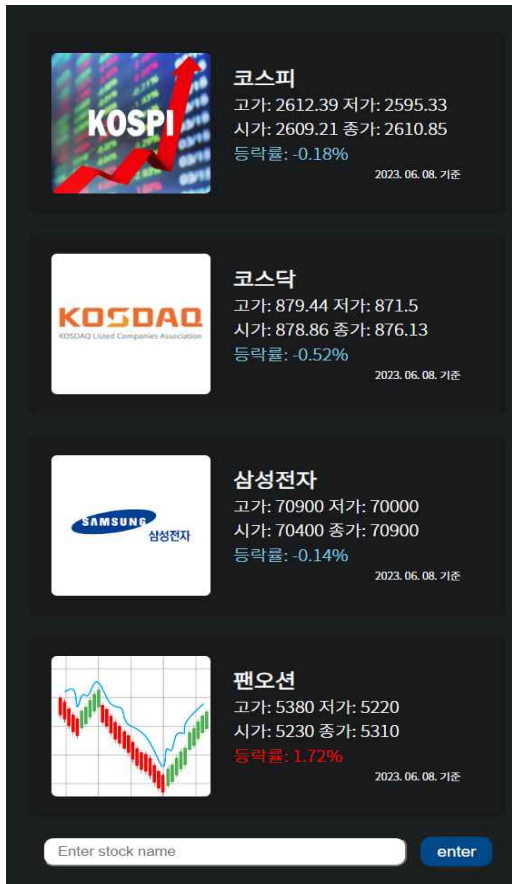 KOSPI
코스피
고가: 2612.39 저가: 2595.33
시가: 2609.21 종가: 2610.85
등락률: -0.18%
2023. 06. 08. 기준
KOSDAQ
KOSDAQ Listed Companies Association
코스닥
고가: 879.44 저가: 871.5
시가: 878.86 종가: 876.13
등락률: -0.52%
2023. 06. 08. 기준
SAMSUNG
삼성전자
삼성전자
고가: 70900 저가: 70000
시가: 70400 종가: 70900
등락률: -0.14%
2023. 06. 08. 기준
팬오션
고가: 5380 저가: 5220
시가: 5230 종가: 5310
등락률: 1.72%
2023. 06. 08. 기준
Enter stock name
enter